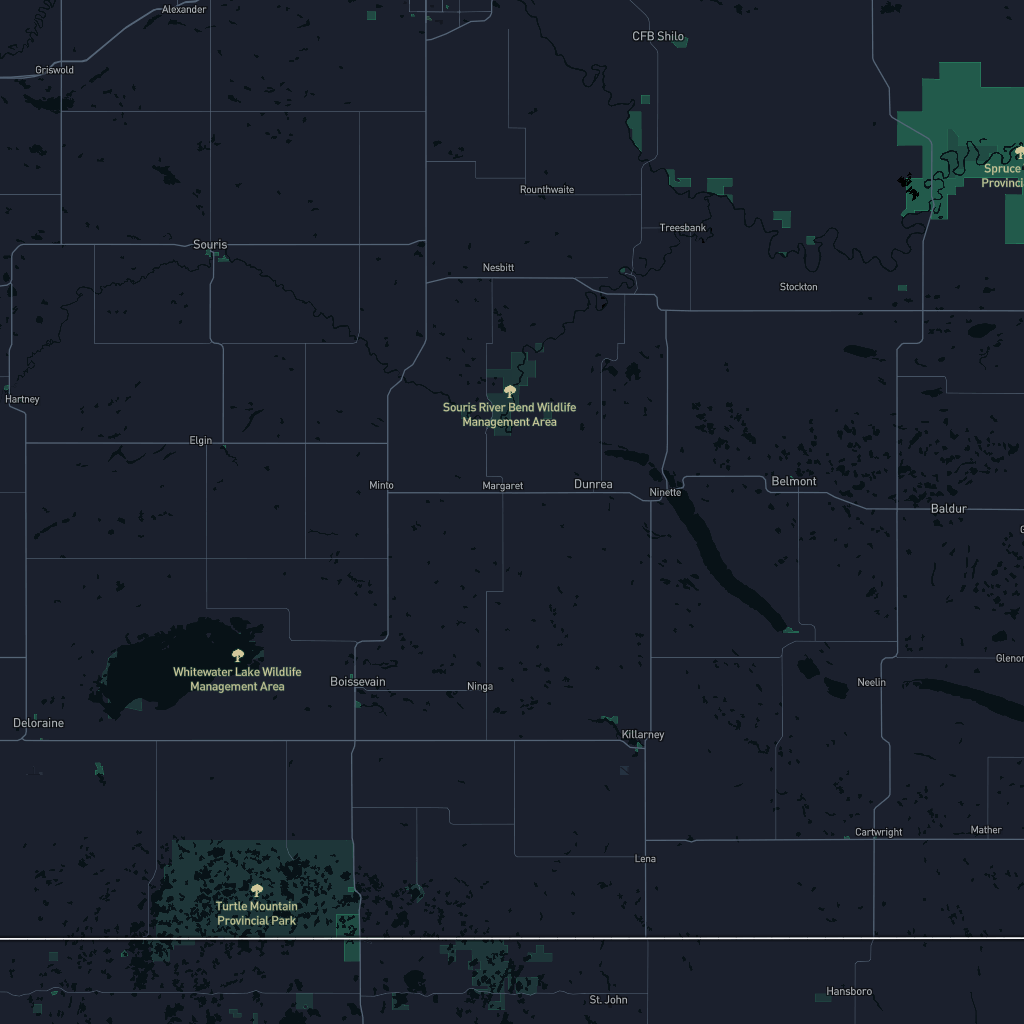 Alexander
CFB Shilo
Griswold
Spruce
Provinci
Rounthwaite
Treesbank
Souris
Nesbitt
Stockton
Hartney
Souris River Bend Wildlife
Management Area
Elgin
Minto
Margaret
Dunrea
Ninette
Belmont
Baldur
G
Whitewater Lake Wildlife
Management Area
Boissevain
Ninga
Neelin
Glenor
Deloraine
Killarney
Cartwright
Mather
Lena
Turtle Mountain
Provincial Park
St. John
Hansboro